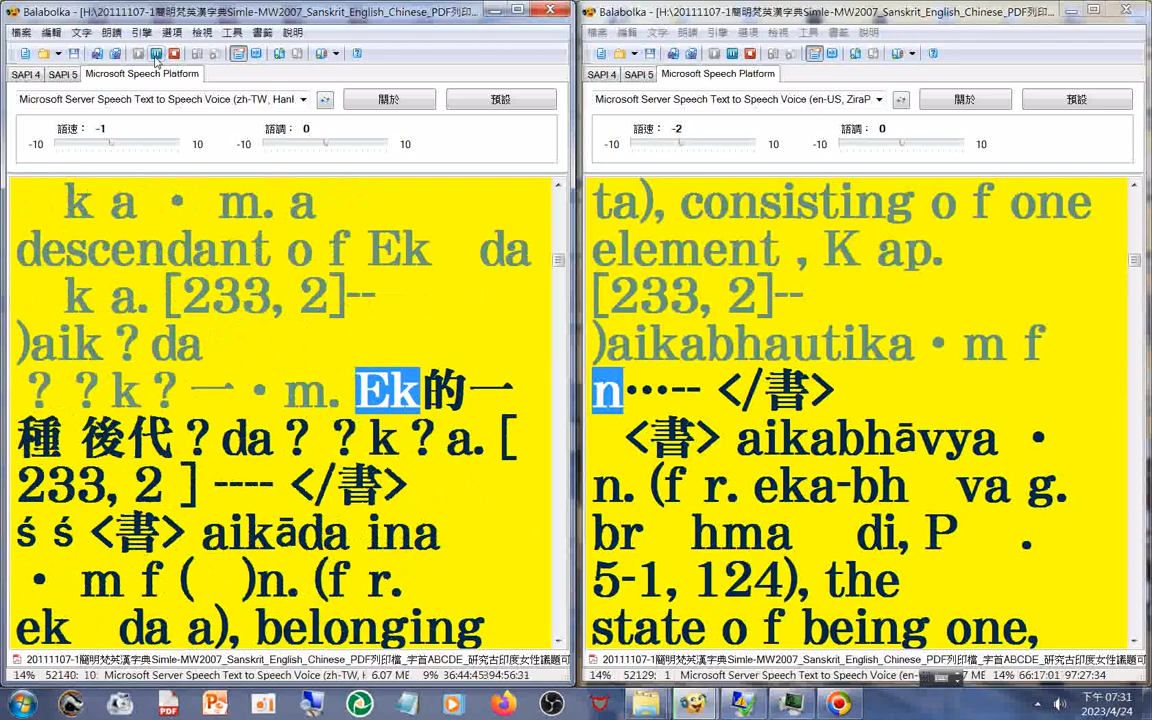 Balabolka - [H:\20111107-1簡明梵英漢字典Simle-MW2007_Sanskrit_English_Chinese_PDF列印...
檔案 編輯 文字 朗讀 引擎 選項 檢視 工具 書籤 說明
SAPI 4 SAPI 5 Microsoft Speech Platform
Microsoft Server Speech Text to Speech Voice (zh-TW, HanI
關於
預設
語速: -1
語調: 0
-10 10 -10 10
k a • m. a
descendant o f Ek da
k a. [233, 2]--
)aik ? da
? ? k ? 一 • m. Ek的一
種 後代 ? da ? ? k ? a. [
233, 2 ] ---- </書>
ś ś <書> aikāda ina
• m f ( )n. (f r.
ek da a), belonging
20111107-1簡明梵英漢字典Simle-MW2007_Sanskrit_English_Chinese_PDF列印檔_字首ABCDE_研究古印度女性議題可
14% 52140: 10 Microsoft Server Speech Text to Speech Voice (zh-TW, H 6.07 ME 9% 36:44:45394:56:31
Balabolka - [H:\20111107-1簡明梵英漢字典Simle-MW2007_Sanskrit_English_Chinese_PDF列印...
檔案 編輯 文字 朗讀 引擎 選項 檢視 工具 書籤 說明
SAPI 4 SAPI 5 Microsoft Speech Platform
Microsoft Server Speech Text to Speech Voice (en-US, ZiraP
關於
預設
語速: -2
語調: 0
-10 10 -10 10
ta), consisting o f one
element , K ap.
[233, 2]--
)aikabhautika • m f
n…-- </書>
<書> aikabhāvya •
n. (f r. eka-bh va g.
br hma di, P .
5-1, 124), the
state o f being one,
20111107-1簡明梵英漢字典Simle-MW2007_Sanskrit_English_Chinese_PDF列印檔_字首ABCDE_研究古印度女性議題可
14% 52129: 1 Microsoft Server Speech Text to Speech Voice (en-US 14% 66:17:01 97:27:34
下午 07:31
2023/4/24